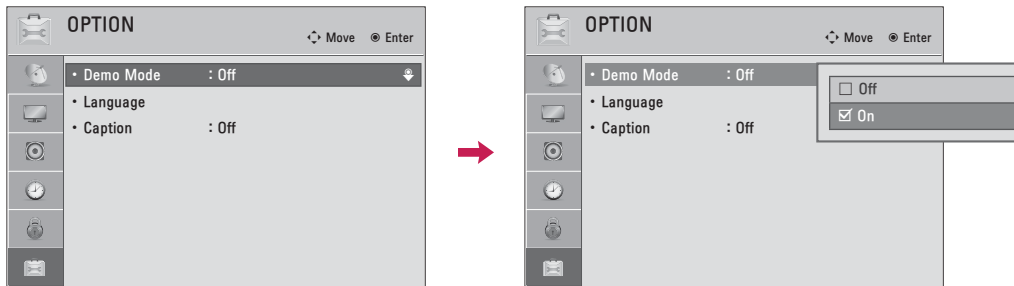 OPTION
Move Enter
• Demo Mode : Off
• Language
• Caption : Off
OPTION
Move Enter
• Demo Mode : Off
• Language
• Caption : Off
Off
On